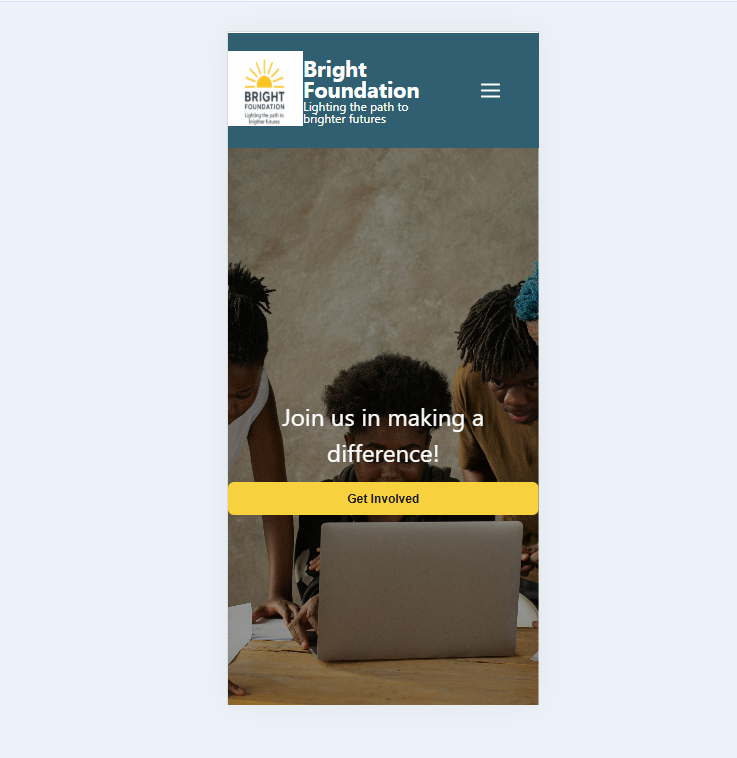 BRIGHT
FOUNDATION
Lighting the path to
brighter futures
Bright
Foundation
Lighting the path to
brighter futures
Join us in making a
difference!
Get Involved